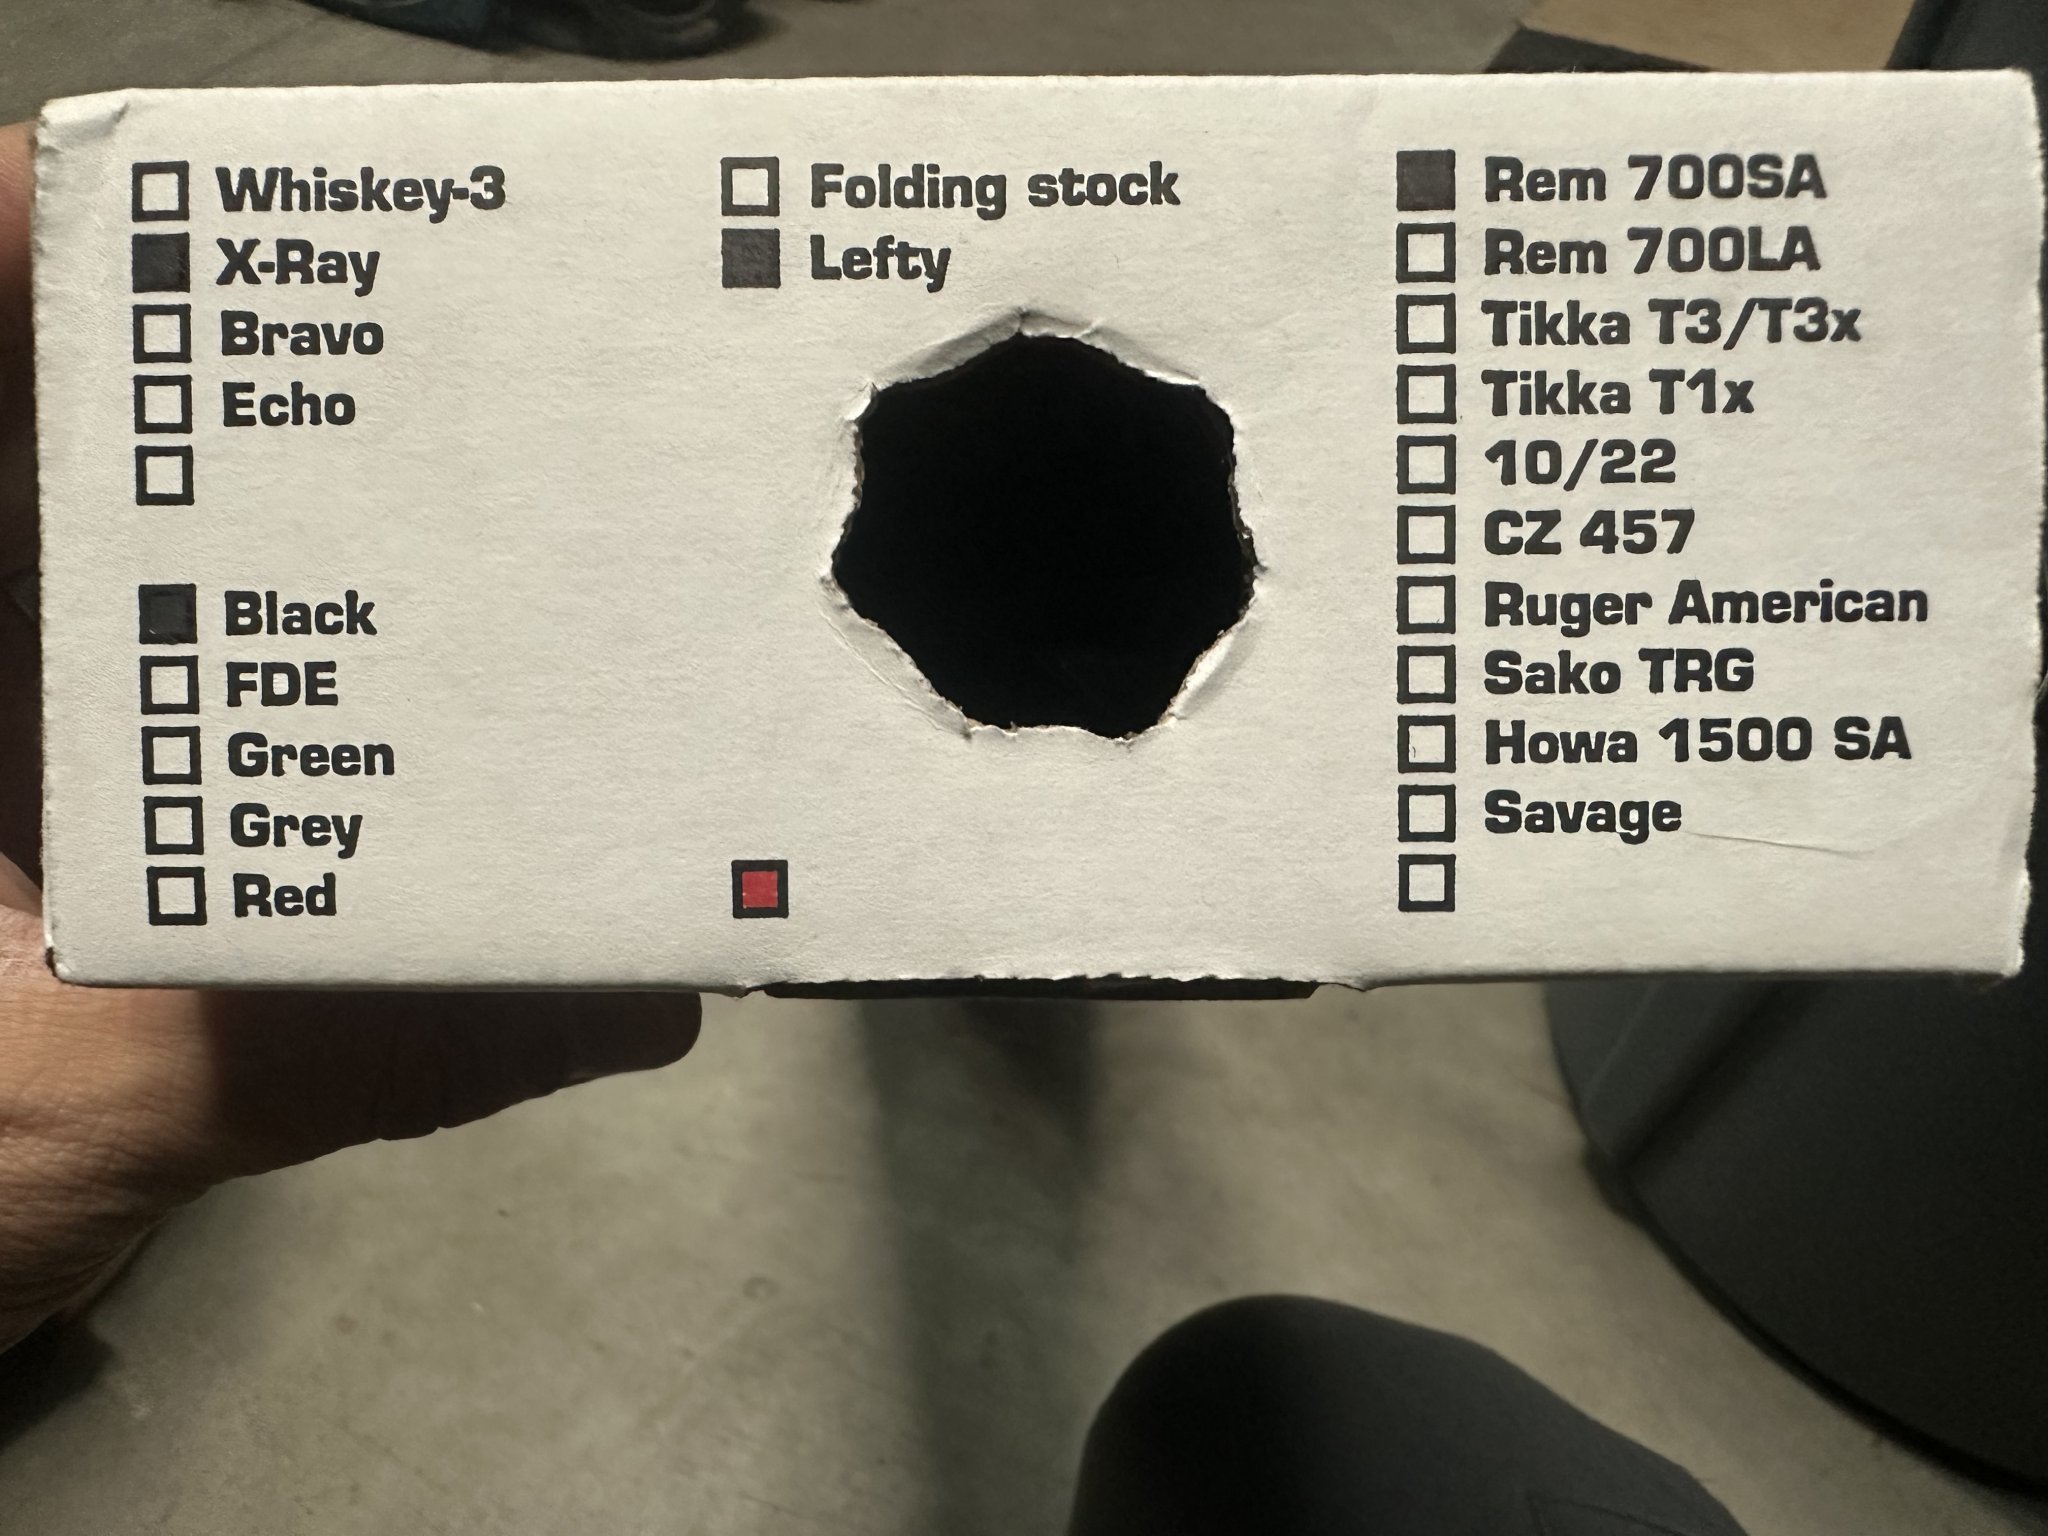 Whiskey-3
X-Ray
Bravo
Echo
Black
FDE
Green
Grey
Red
Folding stock
Lefty
Rem 700SA
Rem 700LA
Tikka T3/T3x
Tikka T1x
10/22
CZ 457
Ruger American
Sako TRG
Howa 1500 SA
Savage